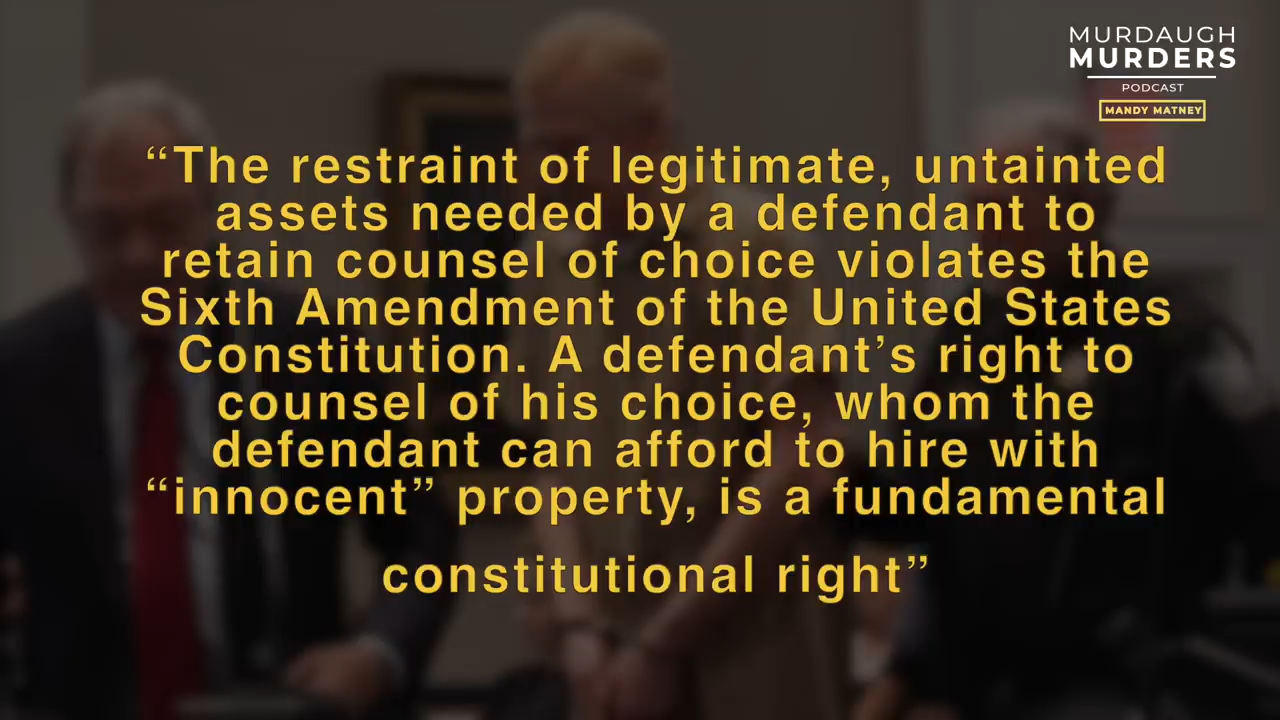 MURDAUGH
MURDERS
PODCAST
MANDY MATNEY
“The restraint of legitimate, untainted
assets needed by a defendant to
retain counsel of choice violates the
Sixth Amendment of the United States
Constitution. A defendant’s right to
counsel of his choice, whom the
defendant can afford to hire with
“innocent” property, is a fundamental
constitutional right”